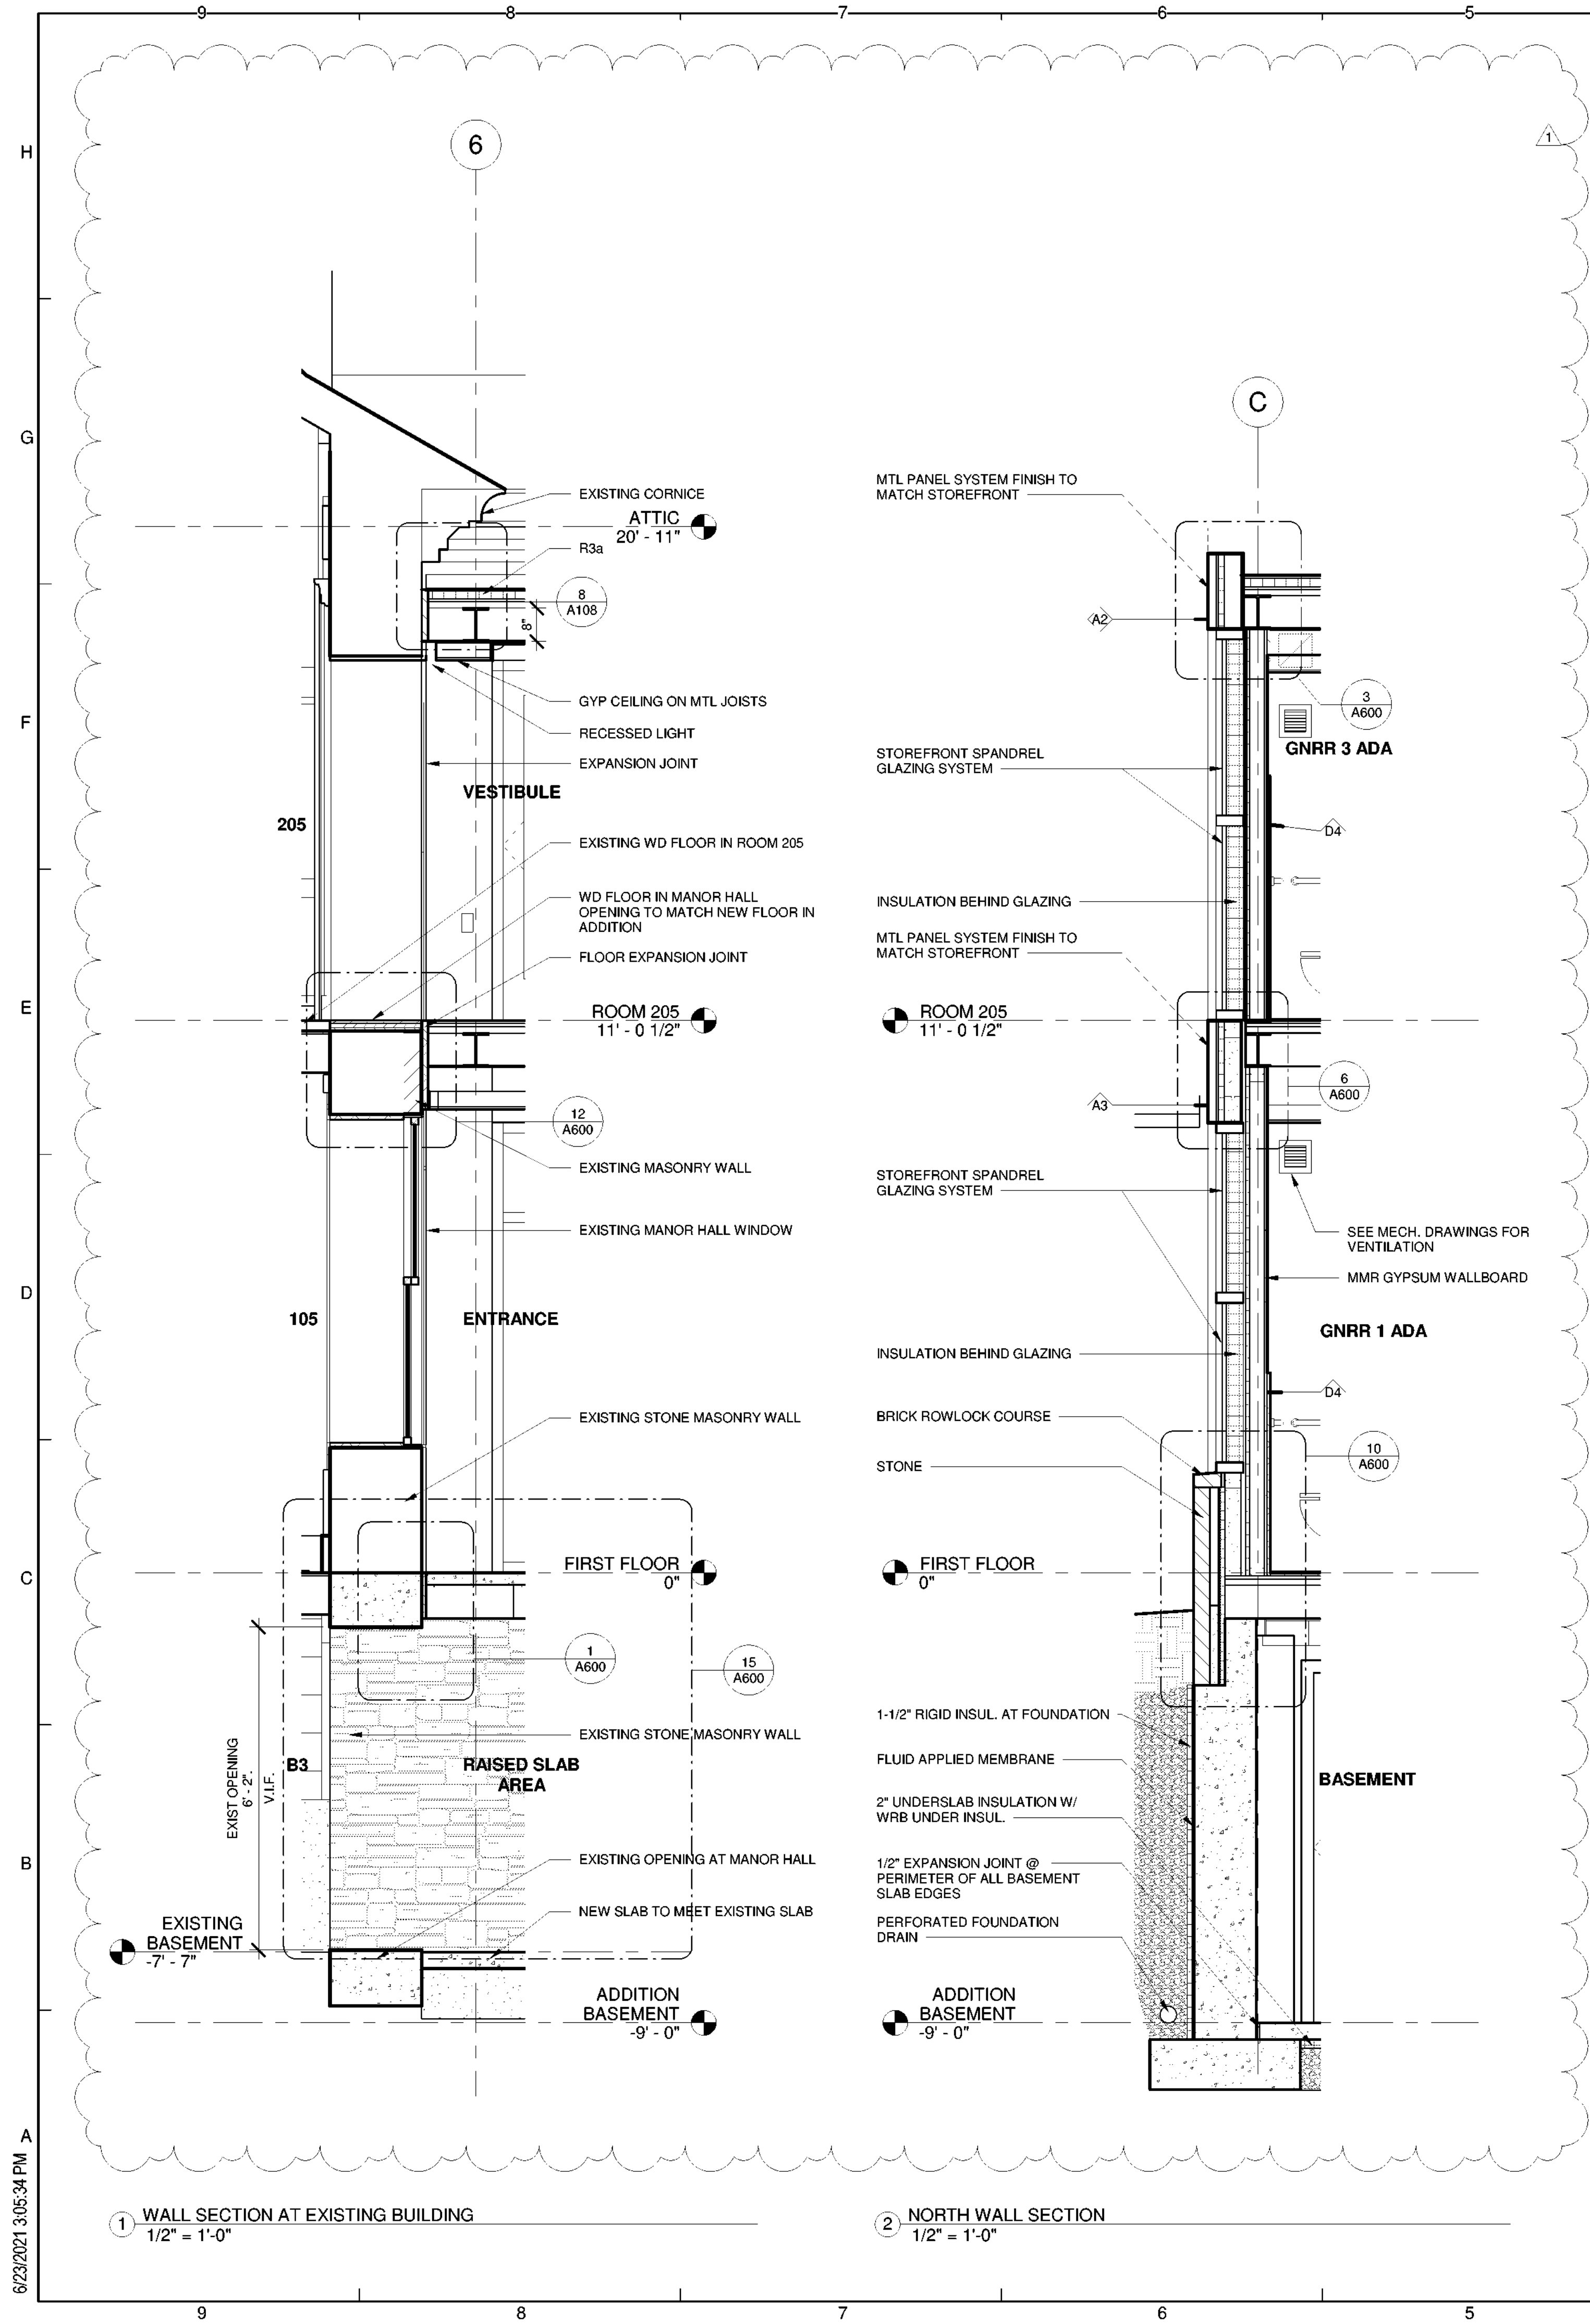 9
8
7
6
5
H
G
F
E
D
C
B
A
1
6
EXISTING CORNICE
ATTIC
20' - 11"
R3a
8
A108
8"
GYP CEILING ON MTL JOISTS
RECESSED LIGHT
EXPANSION JOINT
VESTIBULE
205
EXISTING WD FLOOR IN ROOM 205
WD FLOOR IN MANOR HALL
OPENING TO MATCH NEW FLOOR IN
ADDITION
FLOOR EXPANSION JOINT
ROOM 205
11' - 0 1/2"
12
A600
EXISTING MASONRY WALL
EXISTING MANOR HALL WINDOW
105
ENTRANCE
EXISTING STONE MASONRY WALL
FIRST FLOOR
0"
1
A600
15
A600
EXISTING STONE MASONRY WALL
EXIST OPENING
6' - 2".
V.I.F.
B3
RAISED SLAB
AREA
EXISTING OPENING AT MANOR HALL
NEW SLAB TO MEET EXISTING SLAB
EXISTING
BASEMENT
-7' - 7"
ADDITION
BASEMENT
-9' - 0"
C
MTL PANEL SYSTEM FINISH TO
MATCH STOREFRONT
A2
3
A600
GNRR 3 ADA
STOREFRONT SPANDREL
GLAZING SYSTEM
D4
INSULATION BEHIND GLAZING
MTL PANEL SYSTEM FINISH TO
MATCH STOREFRONT
ROOM 205
11' - 0 1/2"
6
A600
A3
STOREFRONT SPANDREL
GLAZING SYSTEM
SEE MECH. DRAWINGS FOR
VENTILATION
MMR GYPSUM WALLBOARD
GNRR 1 ADA
INSULATION BEHIND GLAZING
D4
BRICK ROWLOCK COURSE
10
A600
STONE
FIRST FLOOR
0"
1-1/2" RIGID INSUL. AT FOUNDATION
FLUID APPLIED MEMBRANE
BASEMENT
2" UNDERSLAB INSULATION W/
WRB UNDER INSUL.
1/2" EXPANSION JOINT @
PERIMETER OF ALL BASEMENT
SLAB EDGES
PERFORATED FOUNDATION
DRAIN
ADDITION
BASEMENT
-9' - 0"
1
WALL SECTION AT EXISTING BUILDING
1/2" = 1'-0"
2
NORTH WALL SECTION
1/2" = 1'-0"
6/23/2021 3:05:34 PM
9
8
7
6
5